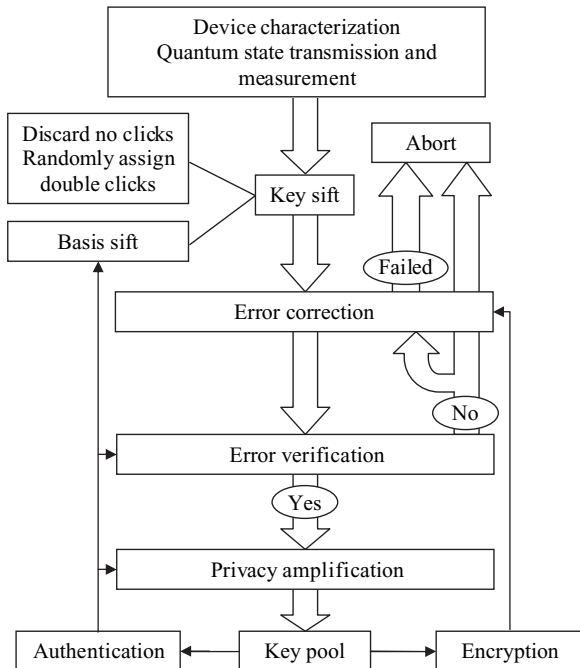 Device characterization
Quantum state transmission and
measurement
Discard no clicks
Randomly assign
double clicks
Abort
Key sift
Basis sift
Failed
Error correction
No
Error verification
Yes
Privacy amplification
Authentication
Key pool
Encryption